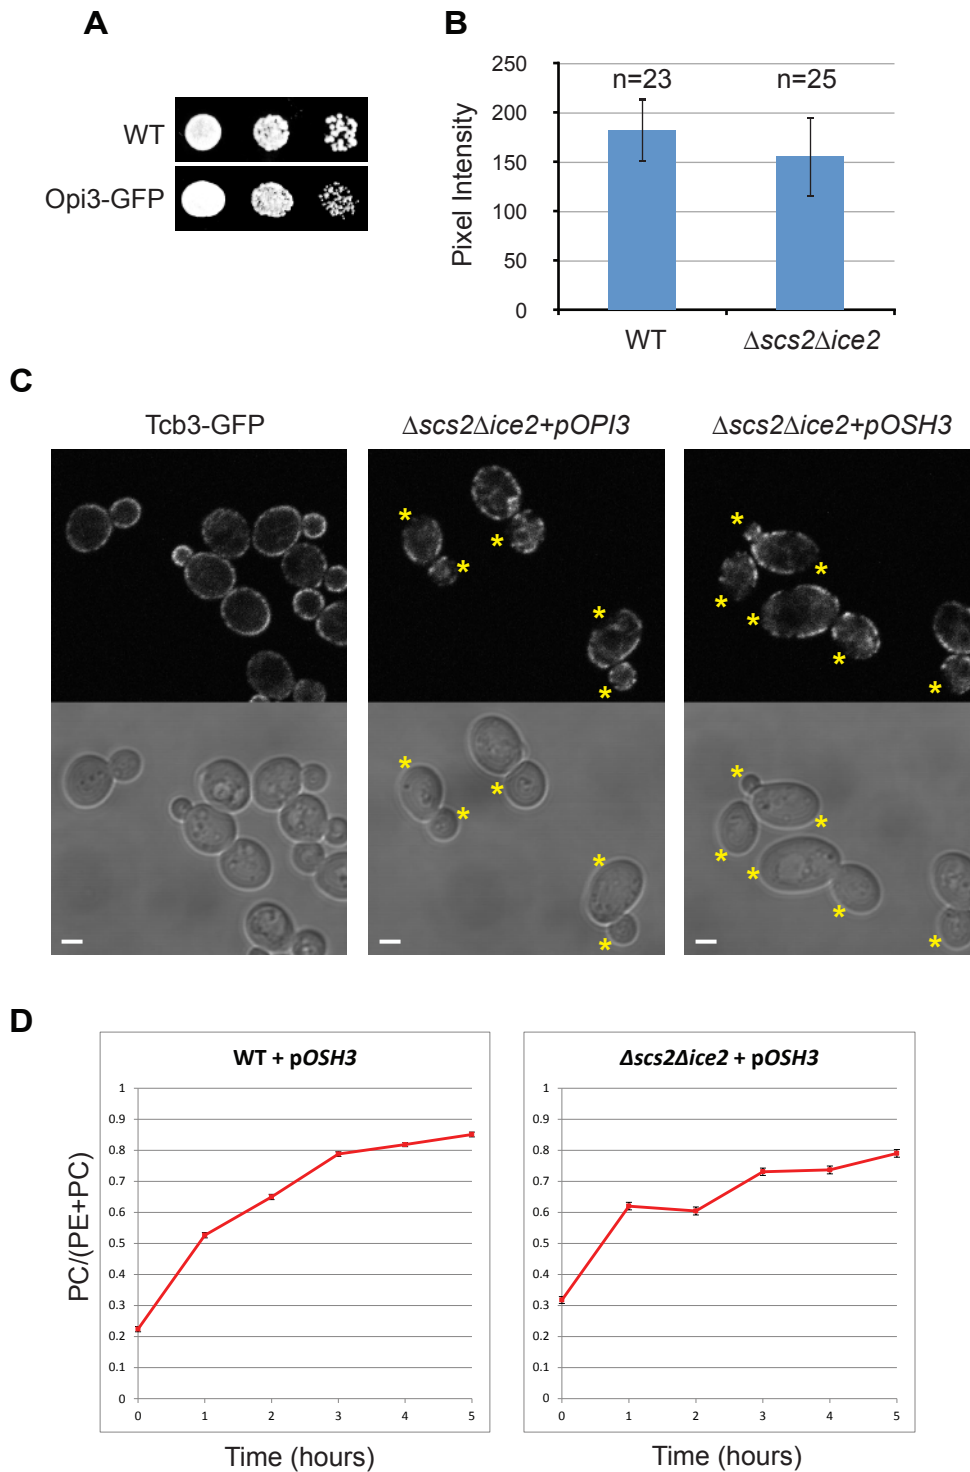 A
WT
Opi3-GFP
B
Pixel Intensity
250
200
150
100
50
0
n=23
n=25
WT
Δscs2Δice2
C
Tcb3-GFP
Δscs2Δice2+pOPI3
Δscs2Δice2+pOSH3
* * * * * *
* * * * * *
* * * * *
* * * * * *
D
PC/(PE+PC)
WT + pOSH3
1
0.9
0.8
0.7
0.6
0.5
0.4
0.3
0.2
0.1
0
0 1 2 3 4 5
Time (hours)
Δscs2Δice2 + pOSH3
1
0.9
0.8
0.7
0.6
0.5
0.4
0.3
0.2
0.1
0
0 1 2 3 4 5
Time (hours)